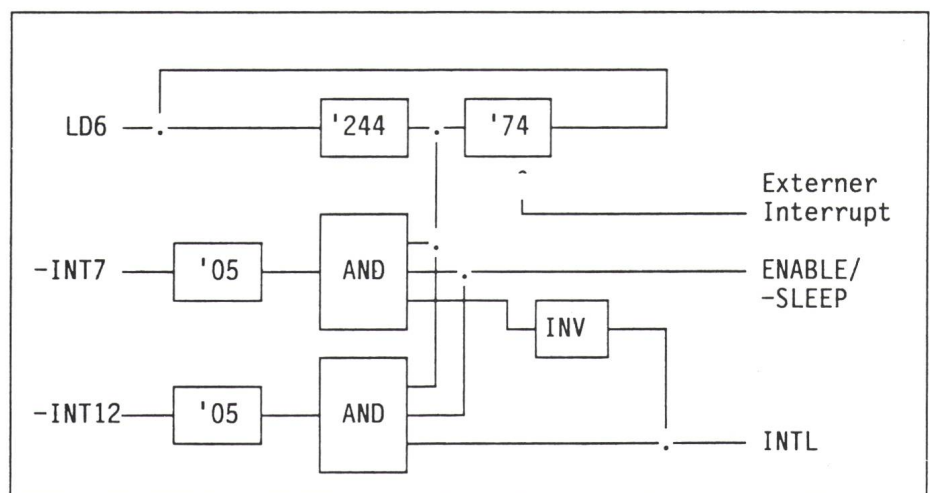 LD6
'244
'74
Externer
Interrupt
-INT7
'05
AND
ENABLE/
-SLEEP
INV
-INT12
'05
AND
INTL